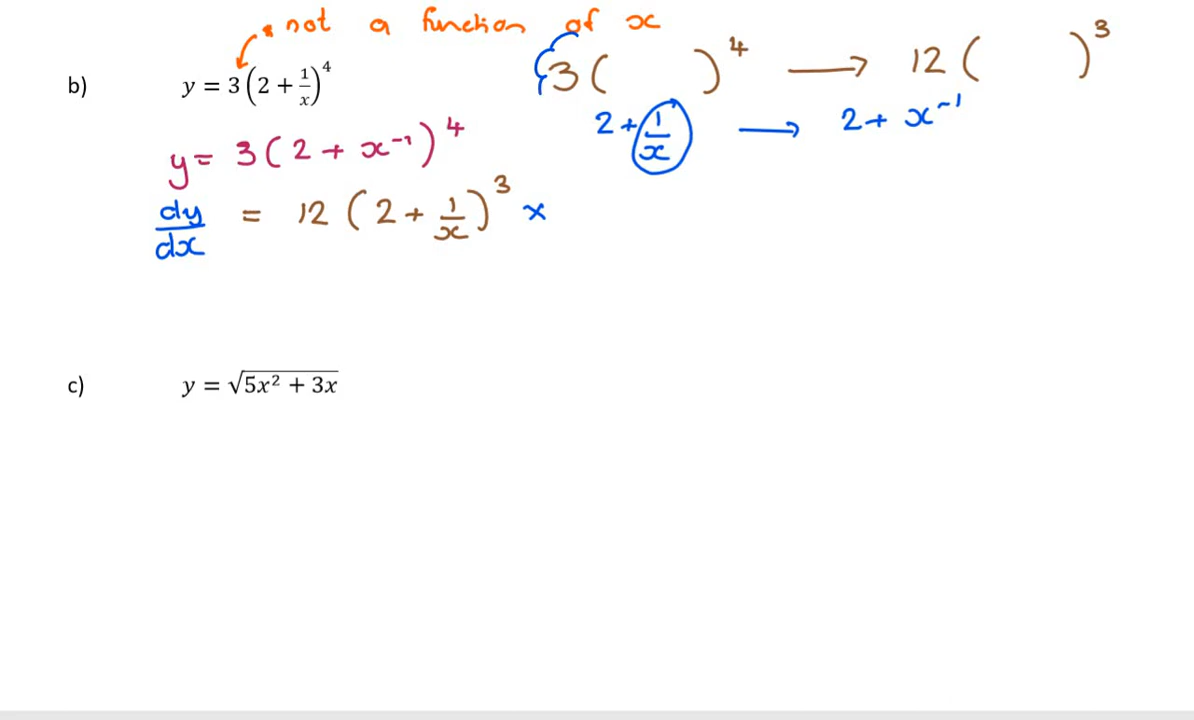 not a function of x
b) y = 3(2 + 1/x)⁴
3( )⁴ → 12( )³
2 + 1/x → 2 + x⁻¹
y = 3(2 + x⁻¹)⁴
dy/dx = 12(2 + 1/x)³ ×
c) y = √(5x² + 3x)